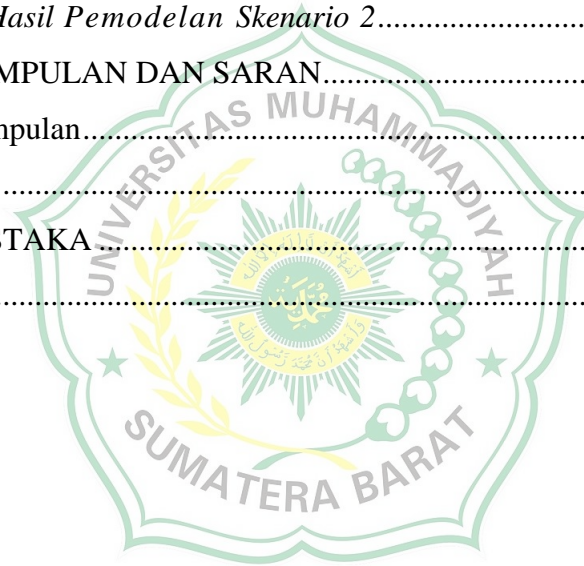 Hasil Pemodelan Skenario 2..........................
MPULAN DAN SARAN..................................
npulan...................................................................
...............................................................................
STAKA..................................................................
...............................................................................
UNIVERSITAS MUHAMMADIYAH
SUMATERA BARAT